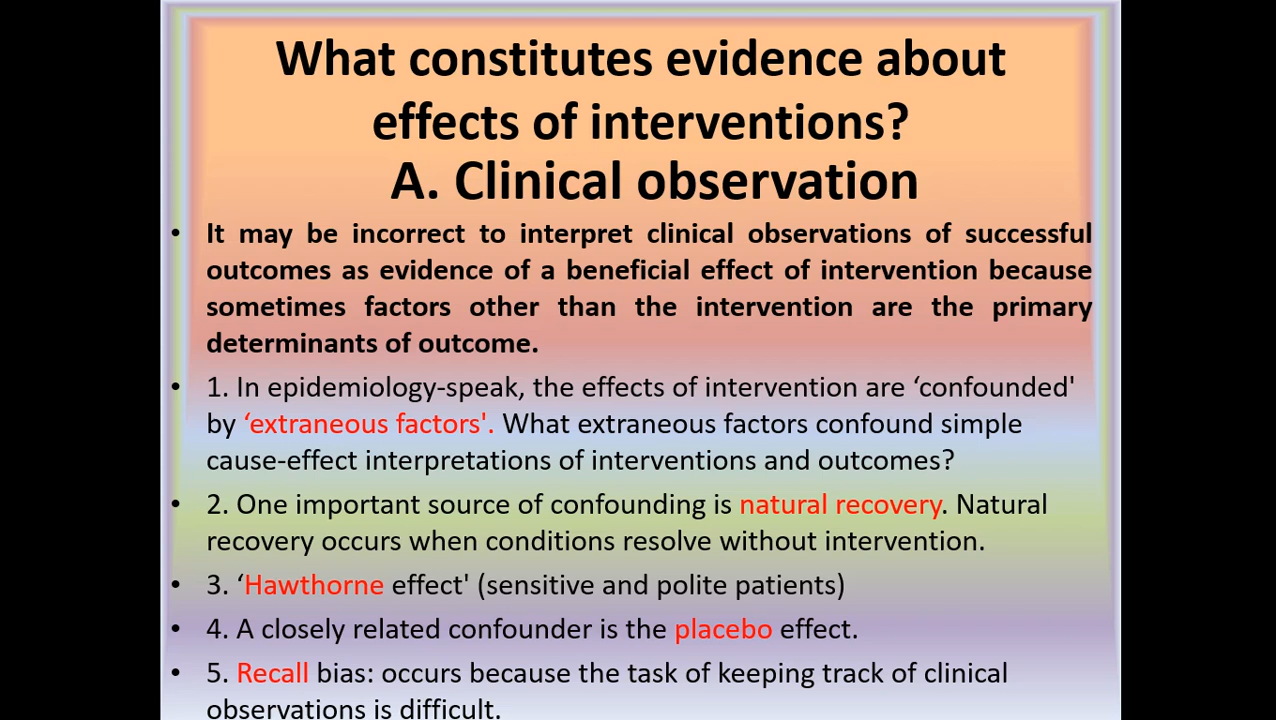 What constitutes evidence about
effects of interventions?
A. Clinical observation
• It may be incorrect to interpret clinical observations of successful
outcomes as evidence of a beneficial effect of intervention because
sometimes factors other than the intervention are the primary
determinants of outcome.
• 1. In epidemiology-speak, the effects of intervention are ‘confounded'
by ‘extraneous factors'. What extraneous factors confound simple
cause-effect interpretations of interventions and outcomes?
• 2. One important source of confounding is natural recovery. Natural
recovery occurs when conditions resolve without intervention.
• 3. ‘Hawthorne effect' (sensitive and polite patients)
• 4. A closely related confounder is the placebo effect.
• 5. Recall bias: occurs because the task of keeping track of clinical
observations is difficult.